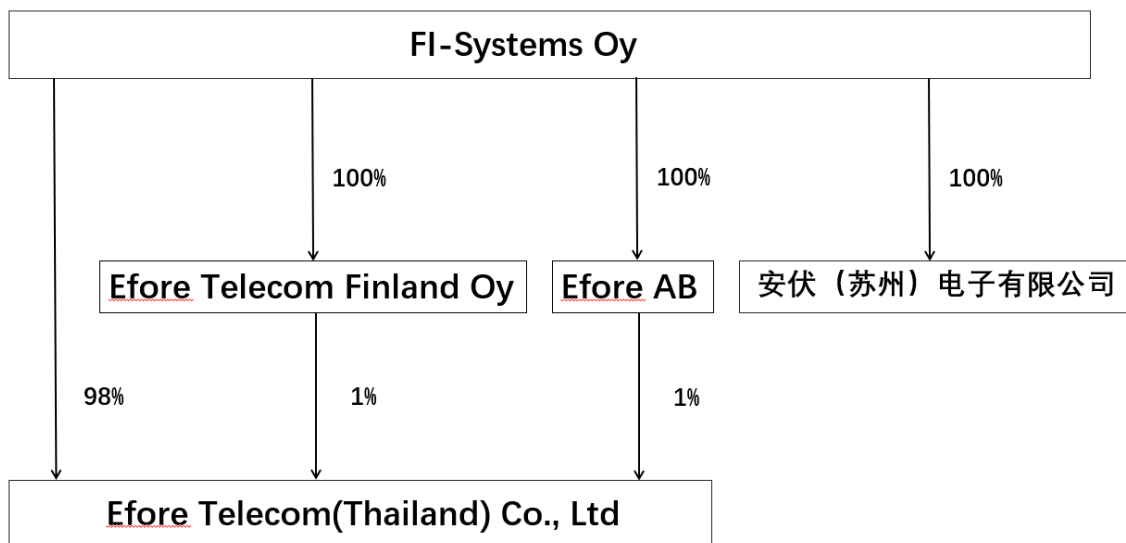 FI-Systems Oy
100%
100%
100%
Efore Telecom Finland Oy
Efore AB
安伏（苏州）电子有限公司
98%
1%
1%
Efore Telecom(Thailand) Co., Ltd